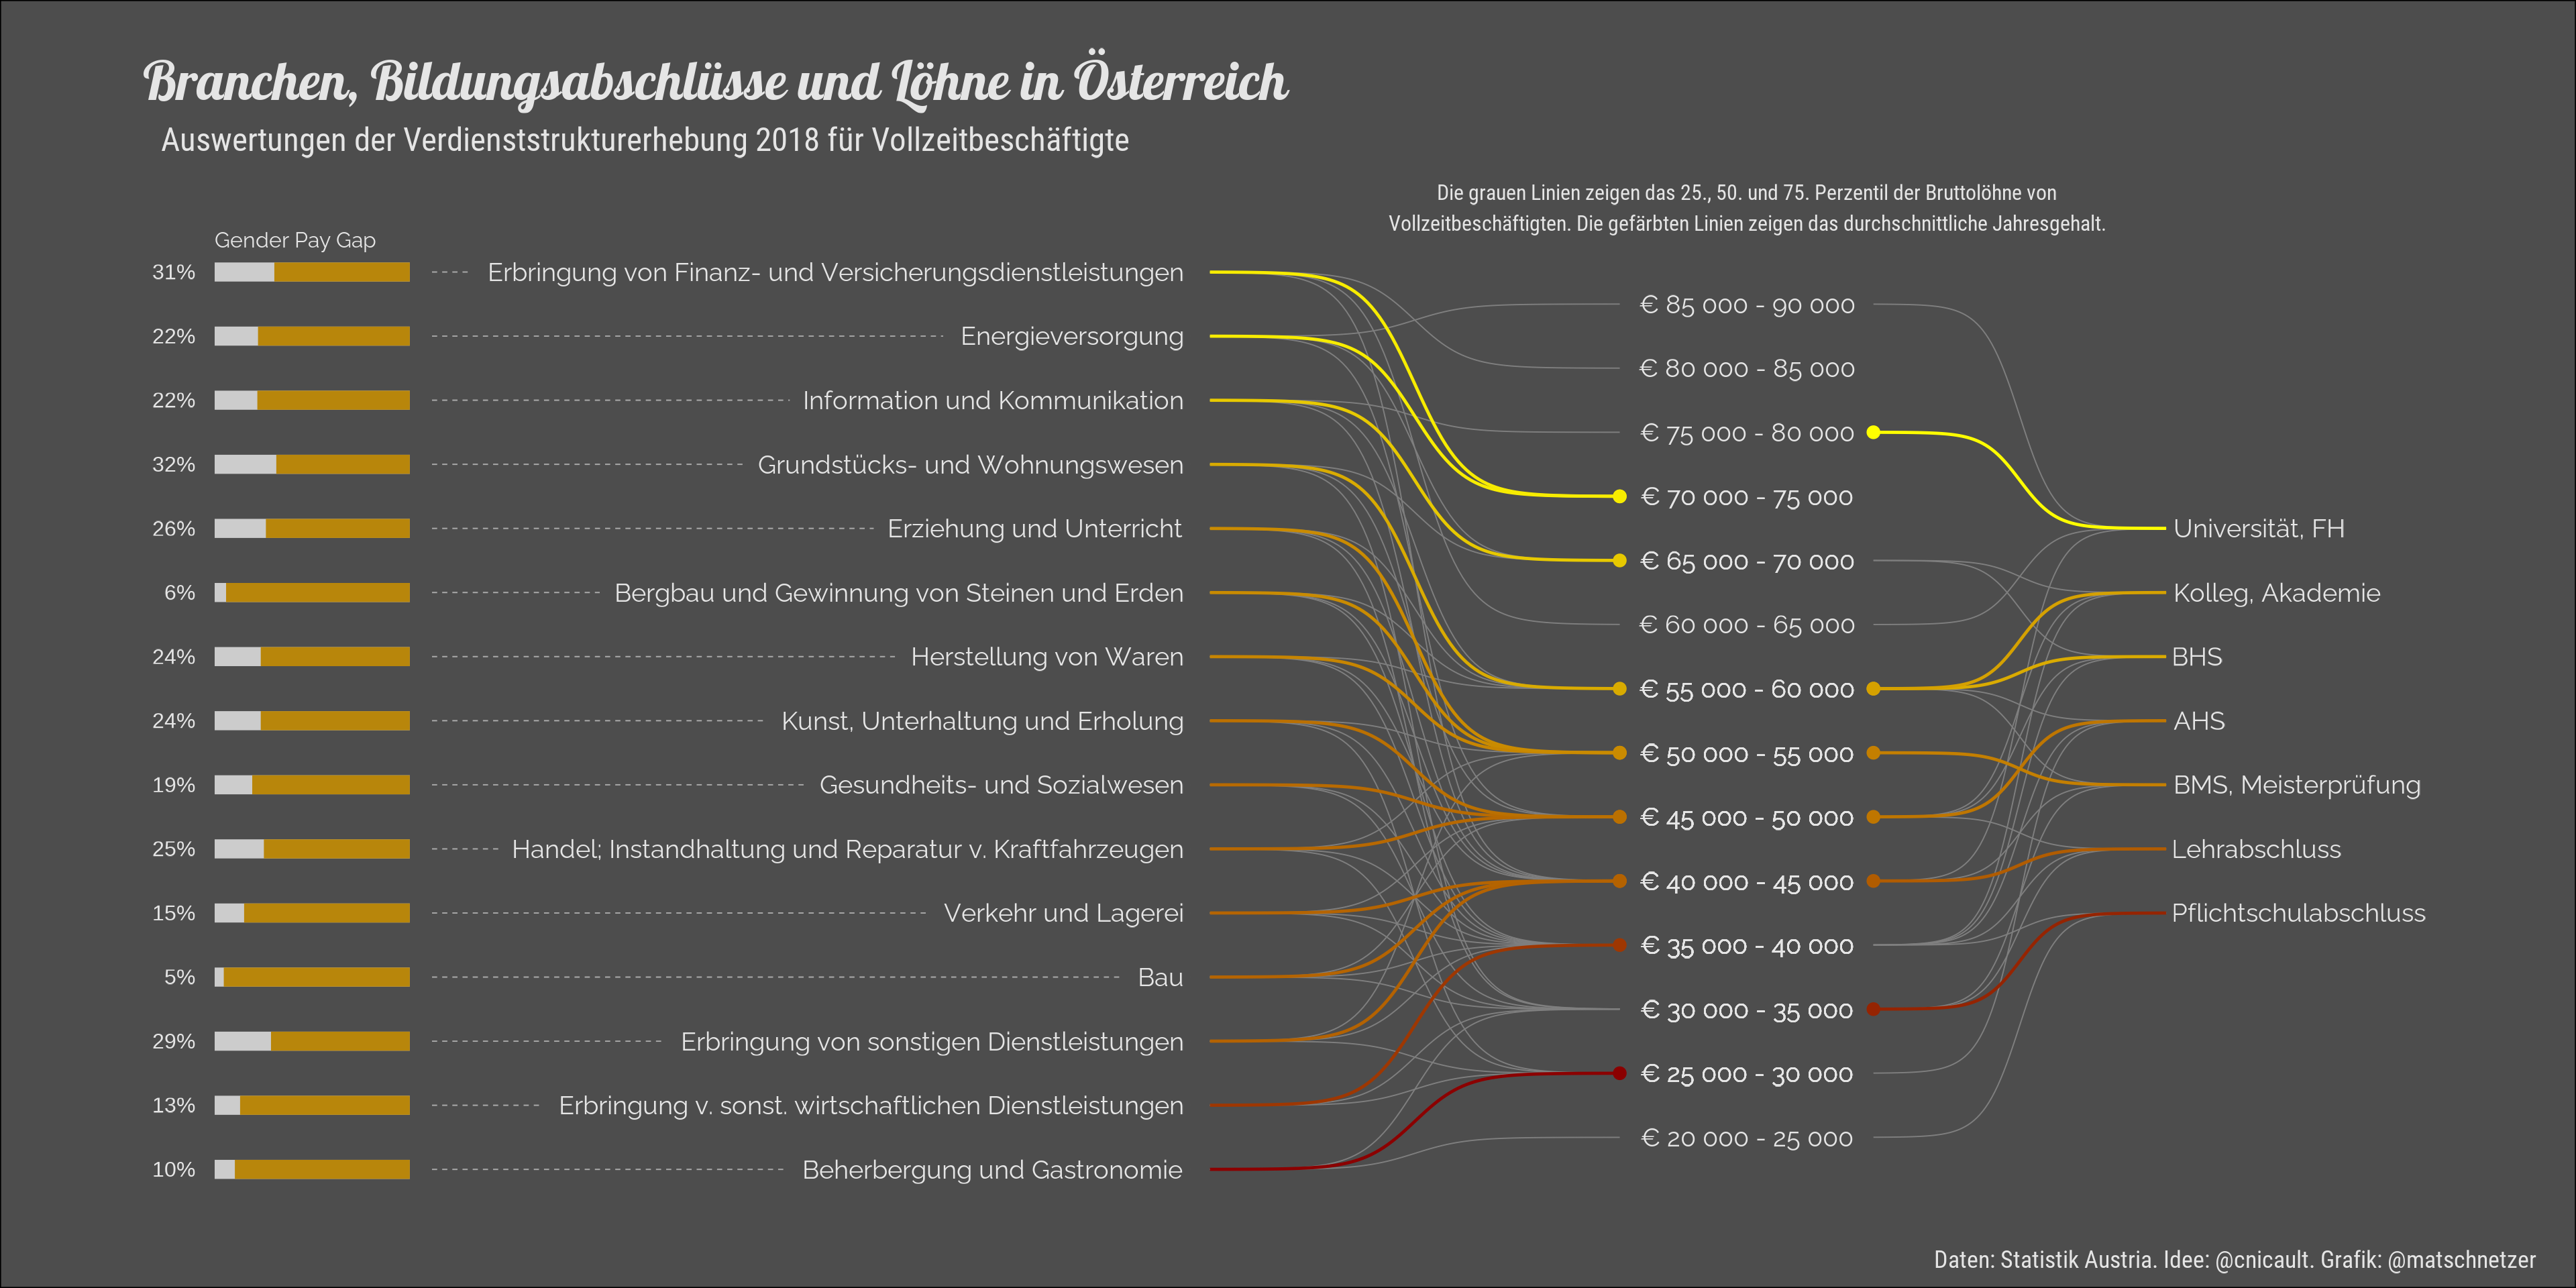 Branchen, Bildungsabschlüsse und Löhne in Österreich
Auswertungen der Verdienststrukturerhebung 2018 für Vollzeitbeschäftigte
Die grauen Linien zeigen das 25., 50. und 75. Perzentil der Bruttolöhne von
Vollzeitbeschäftigten. Die gefärbten Linien zeigen das durchschnittliche Jahresgehalt.
Gender Pay Gap
31% Erbringung von Finanz- und Versicherungsdienstleistungen
22% Energieversorgung
22% Information und Kommunikation
32% Grundstücks- und Wohnungswesen
26% Erziehung und Unterricht
6% Bergbau und Gewinnung von Steinen und Erden
24% Herstellung von Waren
24% Kunst, Unterhaltung und Erholung
19% Gesundheits- und Sozialwesen
25% Handel; Instandhaltung und Reparatur v. Kraftfahrzeugen
15% Verkehr und Lagerei
5% Bau
29% Erbringung von sonstigen Dienstleistungen
13% Erbringung v. sonst. wirtschaftlichen Dienstleistungen
10% Beherbergung und Gastronomie
€ 85 000 - 90 000
€ 80 000 - 85 000
€ 75 000 - 80 000
€ 70 000 - 75 000
€ 65 000 - 70 000
€ 60 000 - 65 000
€ 55 000 - 60 000
€ 50 000 - 55 000
€ 45 000 - 50 000
€ 40 000 - 45 000
€ 35 000 - 40 000
€ 30 000 - 35 000
€ 25 000 - 30 000
€ 20 000 - 25 000
Universität, FH
Kolleg, Akademie
BHS
AHS
BMS, Meisterprüfung
Lehrabschluss
Pflichtschulabschluss
Daten: Statistik Austria. Idee: @cnicault. Grafik: @matschnetzer